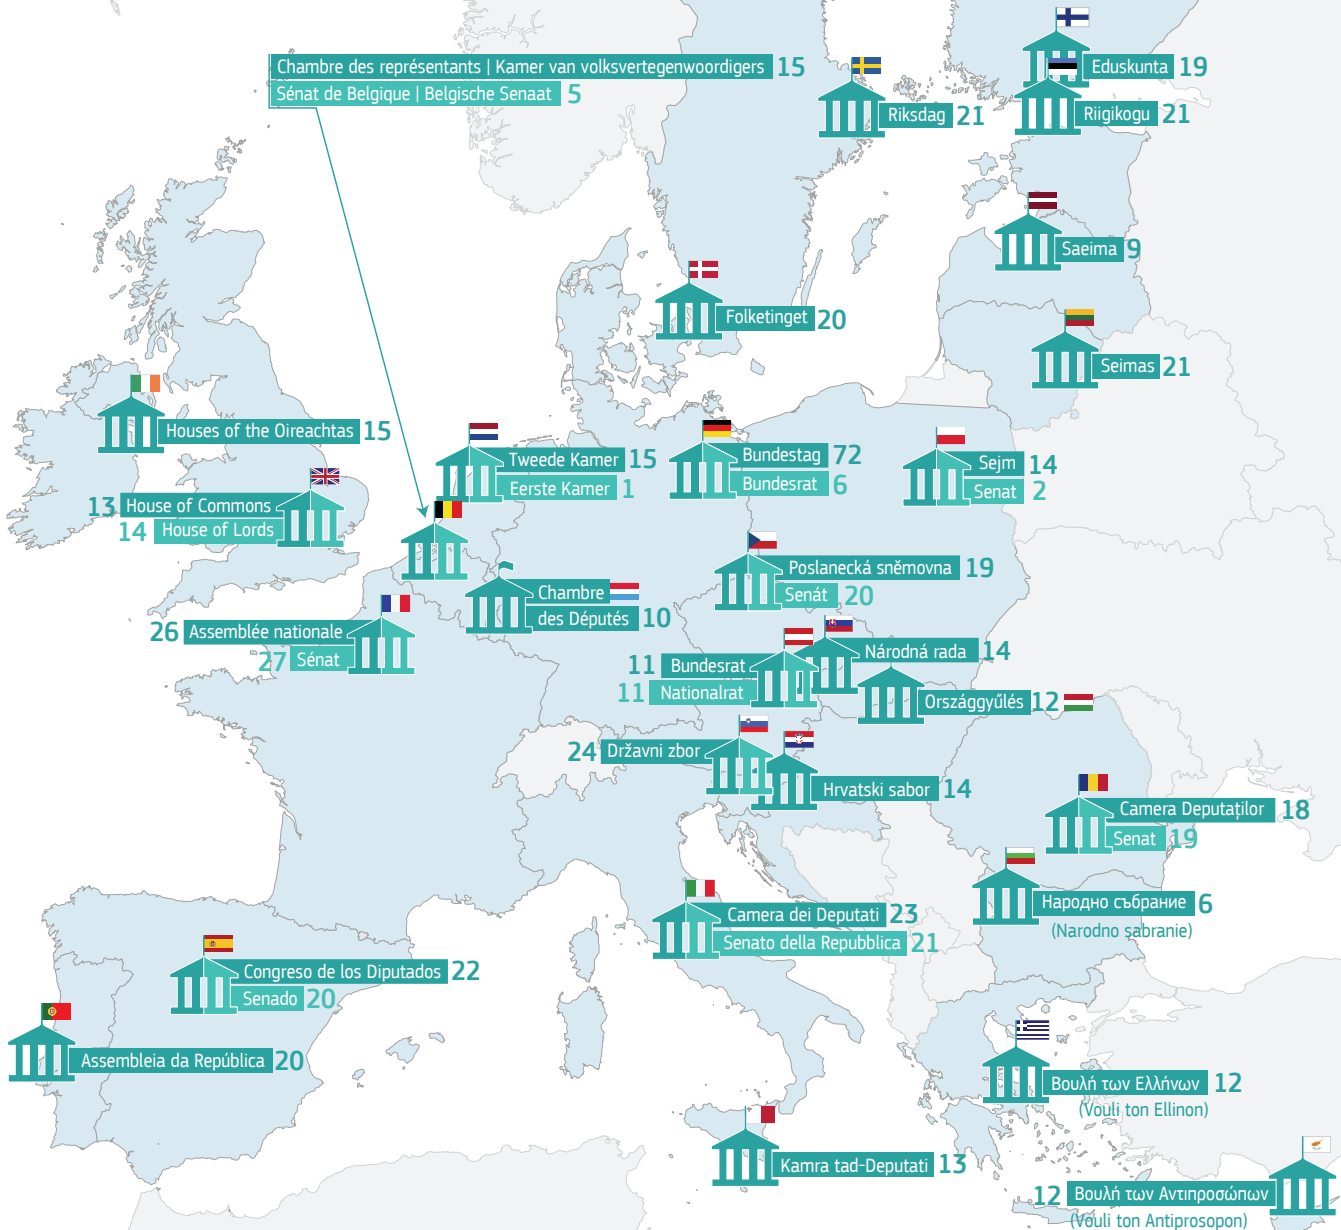 Chambre des représentants | Kamer van volksvertegenwoordigers 15
Sénat de Belgique | Belgische Senaat 5
Eduskunta 19
Riksdag 21
Riigikogu 21
Saeima 9
Folketinget 20
Seimas 21
Houses of the Oireachtas 15
Tweede Kamer 15
Eerste Kamer 1
Bundestag 72
Bundesrat 6
Sejm 14
Senat 2
13 House of Commons
14 House of Lords
Poslanecká sněmovna 19
Senát 20
Chambre
des Députés 10
26 Assemblée nationale
27 Sénat
Národná rada 14
11 Bundesrat
11 Nationalrat
Országgyűlés 12
24 Državni zbor
Hrvatski sabor 14
Camera Deputaților 18
Senat 19
Народно събрание 6
(Narodno sabranie)
Camera dei Deputati 23
Senato della Repubblica 21
Congreso de los Diputados 22
Senado 20
Assembleia da República 20
Βουλή των Ελλήνων 12
(Vouli ton Ellinon)
Kamra tad-Deputati 13
12 Βουλή των Αντιπροσώπων
(Vouli ton Antiprosopon)